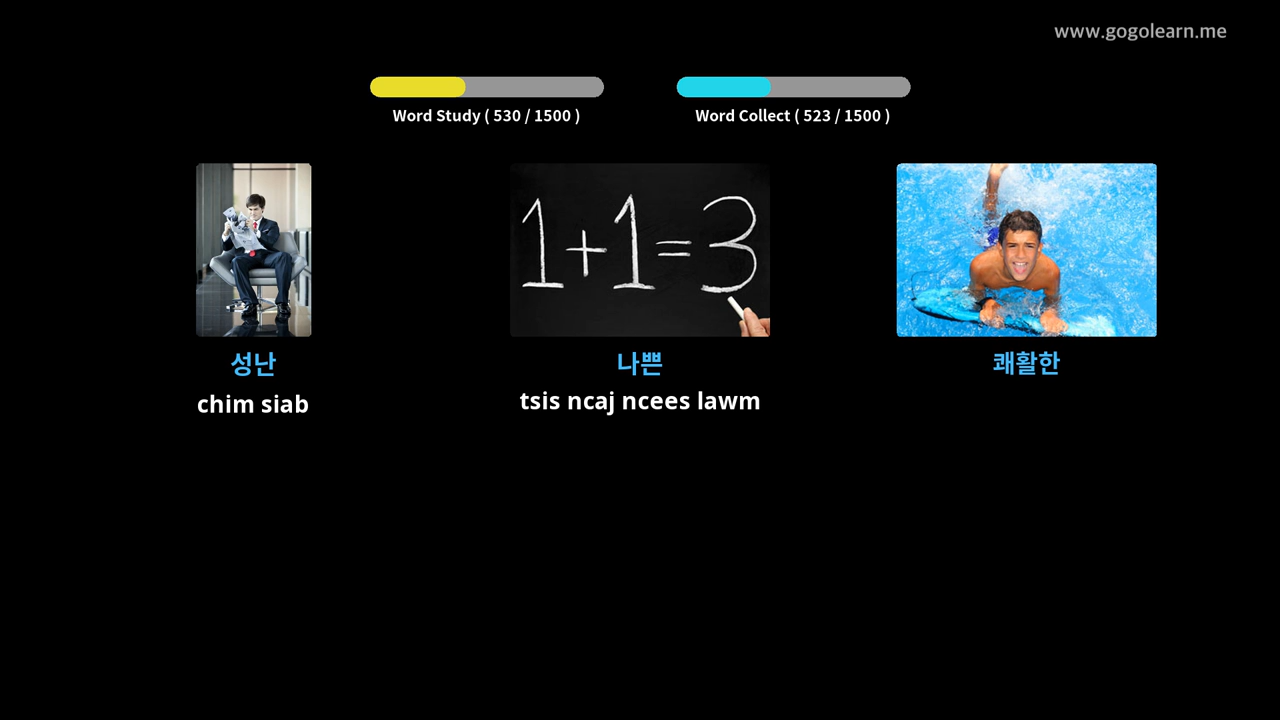 www.gogolearn.me
Word Study ( 530 / 1500 )
Word Collect ( 523 / 1500 )
1+1=3
성난
나쁜
쾌활한
chim siab
tsis ncaj ncees lawm